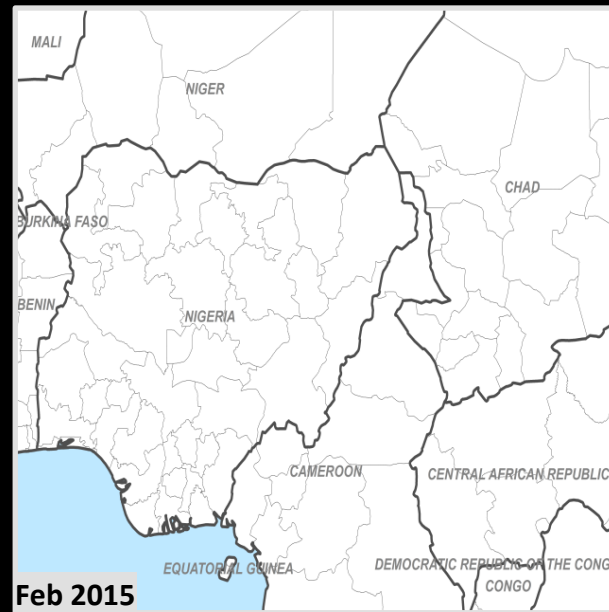 MALI
NIGER
CHAD
BURKINA FASO
BENIN
NIGERIA
CAMEROON
CENTRAL AFRICAN REPUBLIC
EQUATORIAL GUINEA
DEMOCRATIC REPUBLIC OF THE CONG
CONGO
Feb 2015